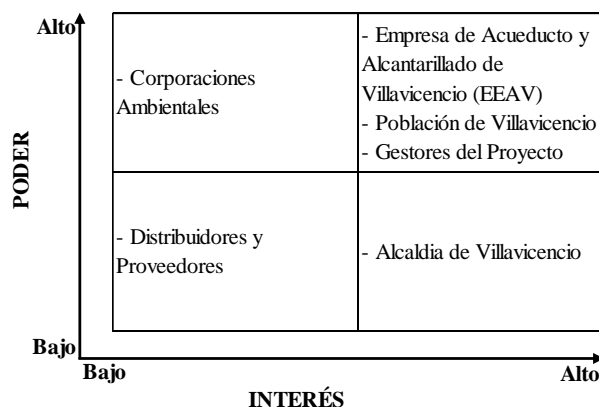 Alto
- Corporaciones
Ambientales
- Empresa de Acueducto y
Alcantarillado de
Villavicencio (EEAV)
- Población de Villavicencio
- Gestores del Proyecto
PODER
- Distribuidores y
Proveedores
- Alcaldia de Villavicencio
Bajo
Bajo
Alto
INTERÉS